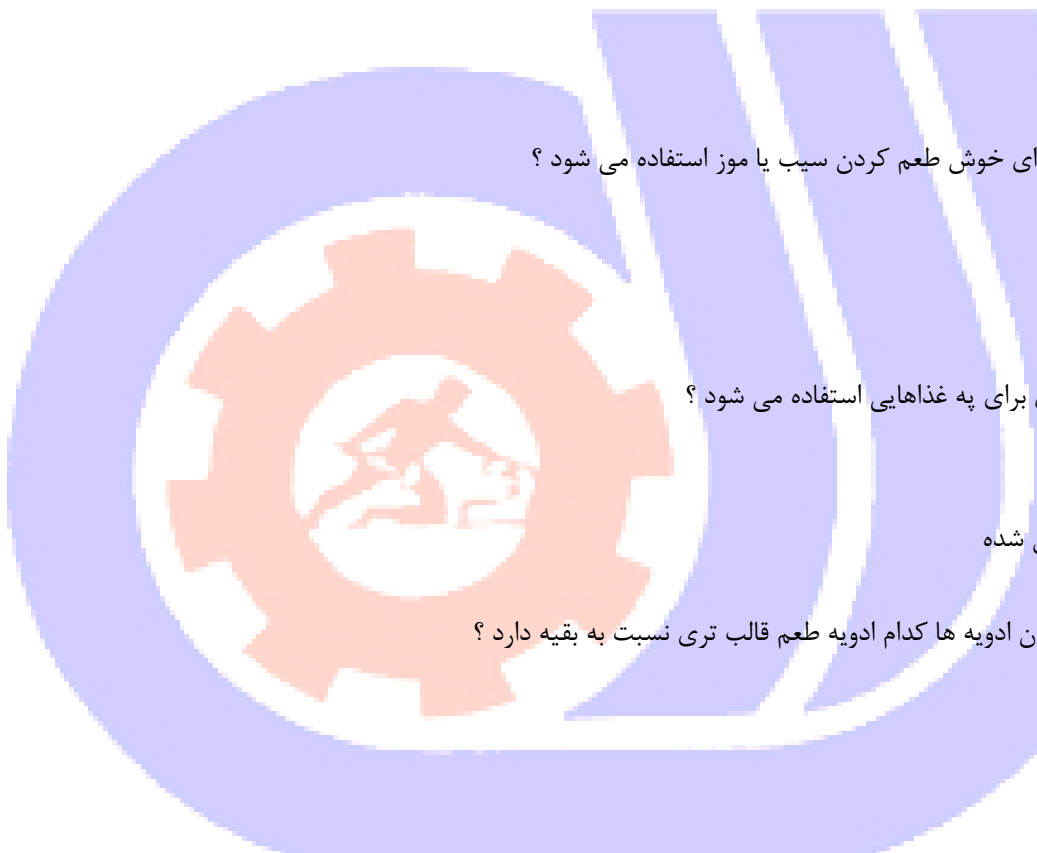 ای خوش طعم کردن سیب یا موز استفاده می شود ؟
برای په غذاهایی استفاده می شود ؟
شده
ن ادویه ها کدام ادویه طعم قالب تری نسبت به بقیه دارد ؟